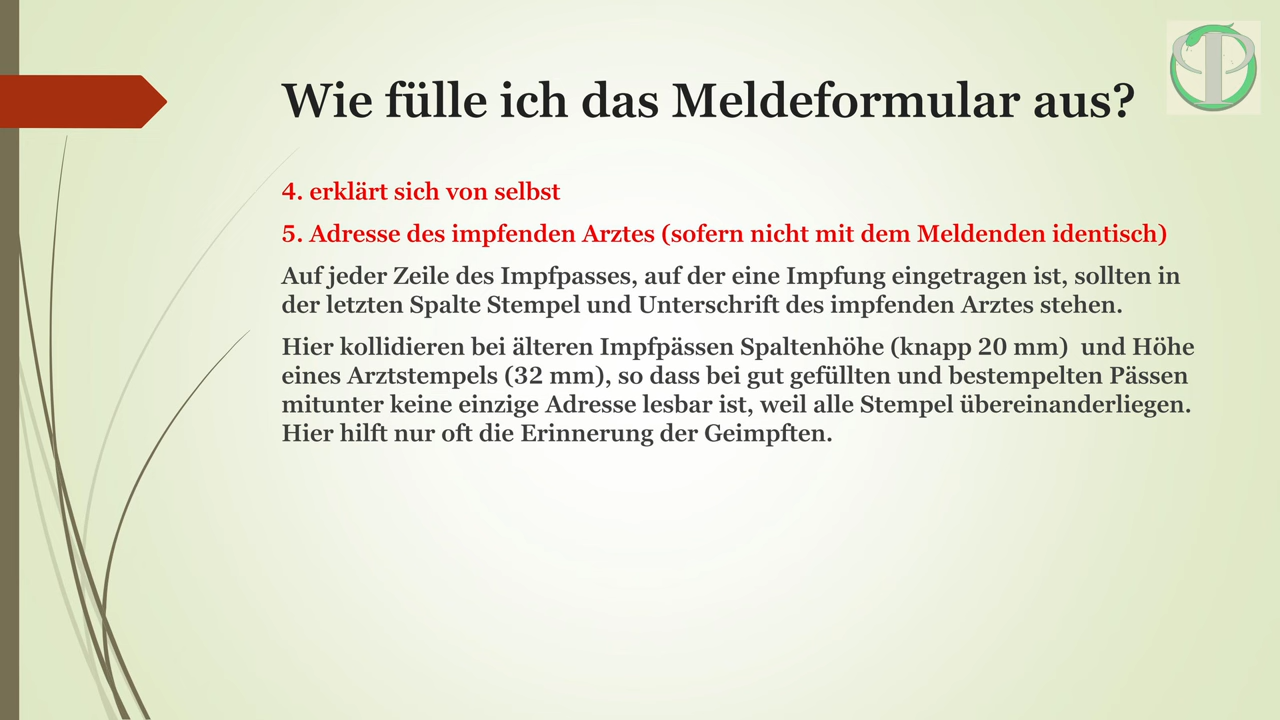 Wie fülle ich das Meldeformular aus?
4. erklärt sich von selbst
5. Adresse des impfenden Arztes (sofern nicht mit dem Meldenden identisch)
Auf jeder Zeile des Impfpasses, auf der eine Impfung eingetragen ist, sollten in
der letzten Spalte Stempel und Unterschrift des impfenden Arztes stehen.
Hier kollidieren bei älteren Impfpässen Spaltenhöhe (knapp 20 mm)  und Höhe
eines Arztstempels (32 mm), so dass bei gut gefüllten und bestempelten Pässen
mitunter keine einzige Adresse lesbar ist, weil alle Stempel übereinanderliegen.
Hier hilft nur oft die Erinnerung der Geimpften.